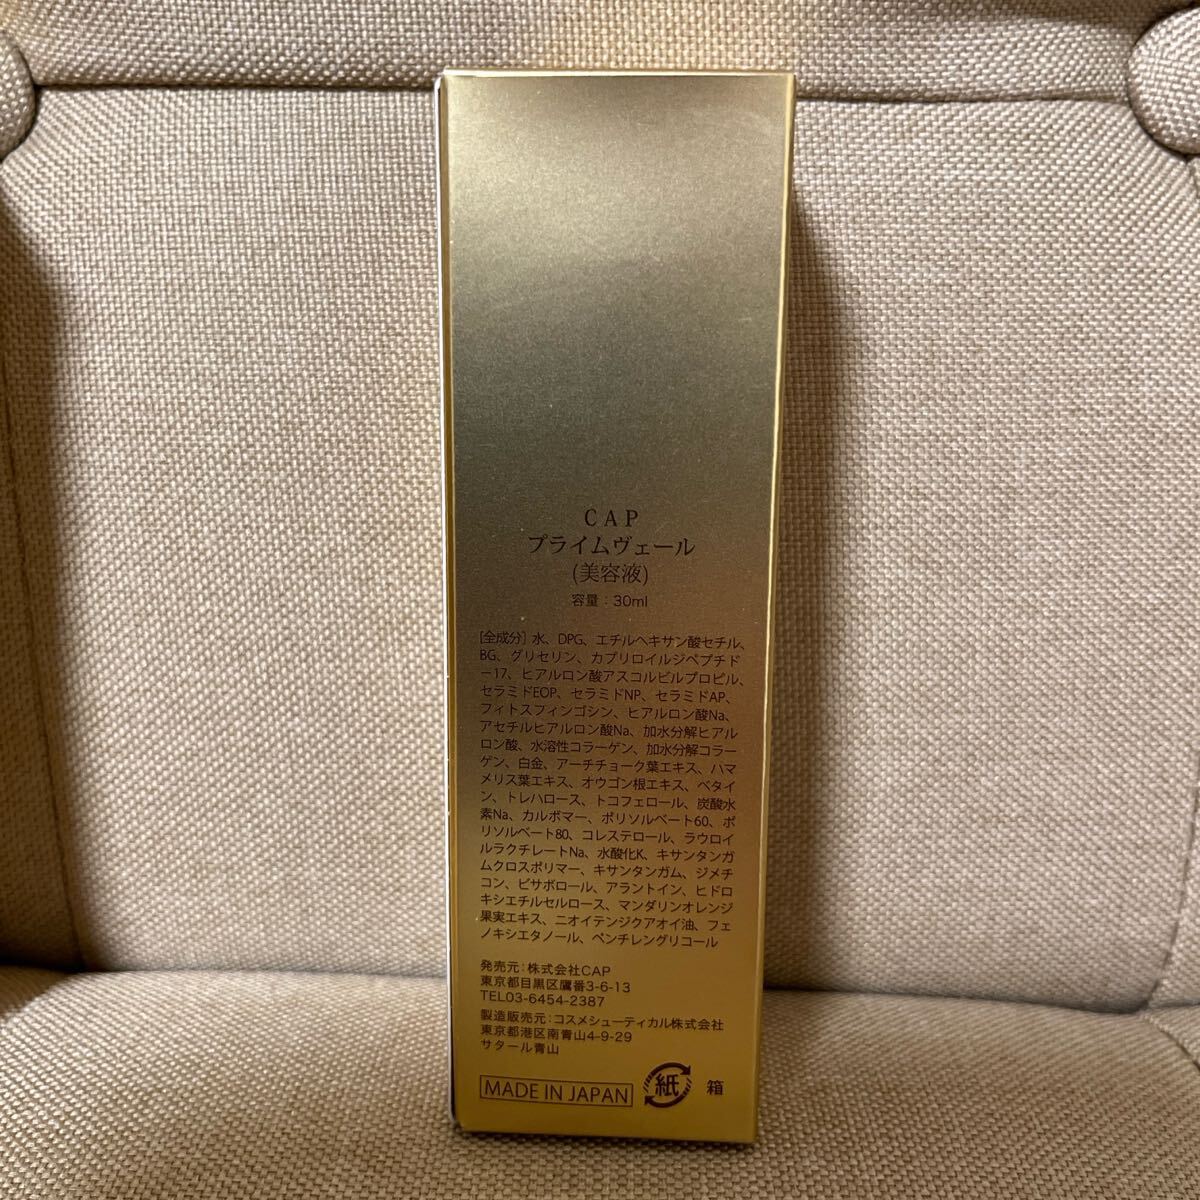 CAP
プライムヴェール
(美容液)
容量：30ml
[全成分] 水、DPG、エチルヘキサン酸セチル、
BG、グリセリン、カプリロイルジペプチド
－17、ヒアルロン酸アスコルビルプロピル、
セラミドEOP、セラミドNP、セラミドAP、
フィトスフィンゴシン、ヒアルロン酸Na、
アセチルヒアルロン酸Na、加水分解ヒアル
ロン酸、水溶性コラーゲン、加水分解コラー
ゲン、白金、アーチチョーク葉エキス、ハマ
メリス葉エキス、オウゴン根エキス、ベタイ
ン、トレハロース、トコフェロール、炭酸水
素Na、カルボマー、ポリソルベート60、ポ
リソルベート80、コレステロール、ラウロイ
ルラクチレートNa、水酸化K、キサンタンガ
ムクロスポリマー、キサンタンガム、ジメチ
コン、ビサボロール、アラントイン、ヒドロ
キシエチルセルロース、マンダリンオレンジ
果実エキス、ニオイテンジクアオイ油、フェ
ノキシエタノール、ペンチレングリコール
発売元：株式会社CAP
東京都目黒区鷹番3-6-13
TEL03-6454-2387
製造販売元：コスメシューティカル株式会社
東京都港区南青山4-9-29
サタール青山
MADE IN JAPAN
紙 箱